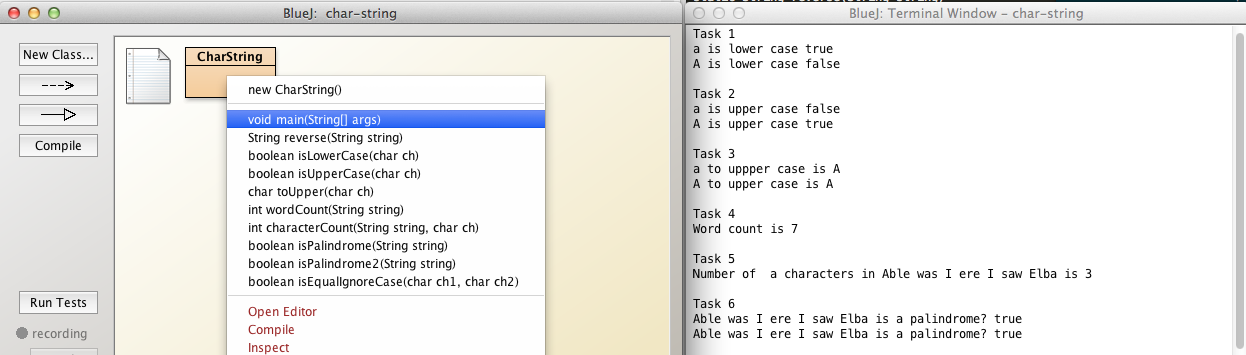 BlueJ: char-string
New Class...
Compile
Run Tests
recording
CharString
new CharString()
void main(String[] args)
String reverse(String string)
boolean isLowerCase(char ch)
boolean isUpperCase(char ch)
char toUpper(char ch)
int wordCount(String string)
int characterCount(String string, char ch)
boolean isPalindrome(String string)
boolean isPalindrome2(String string)
boolean isEqualIgnoreCase(char ch1, char ch2)
Open Editor
Compile
Inspect
BlueJ: Terminal Window - char-string
Task 1
a is lower case true
A is lower case false
Task 2
a is upper case false
A is upper case true
Task 3
a to uppper case is A
A to upper case is A
Task 4
Word count is 7
Task 5
Number of  a characters in Able was I ere I saw Elba is 3
Task 6
Able was I ere I saw Elba is a palindrome? true
Able was I ere I saw Elba is a palindrome? true